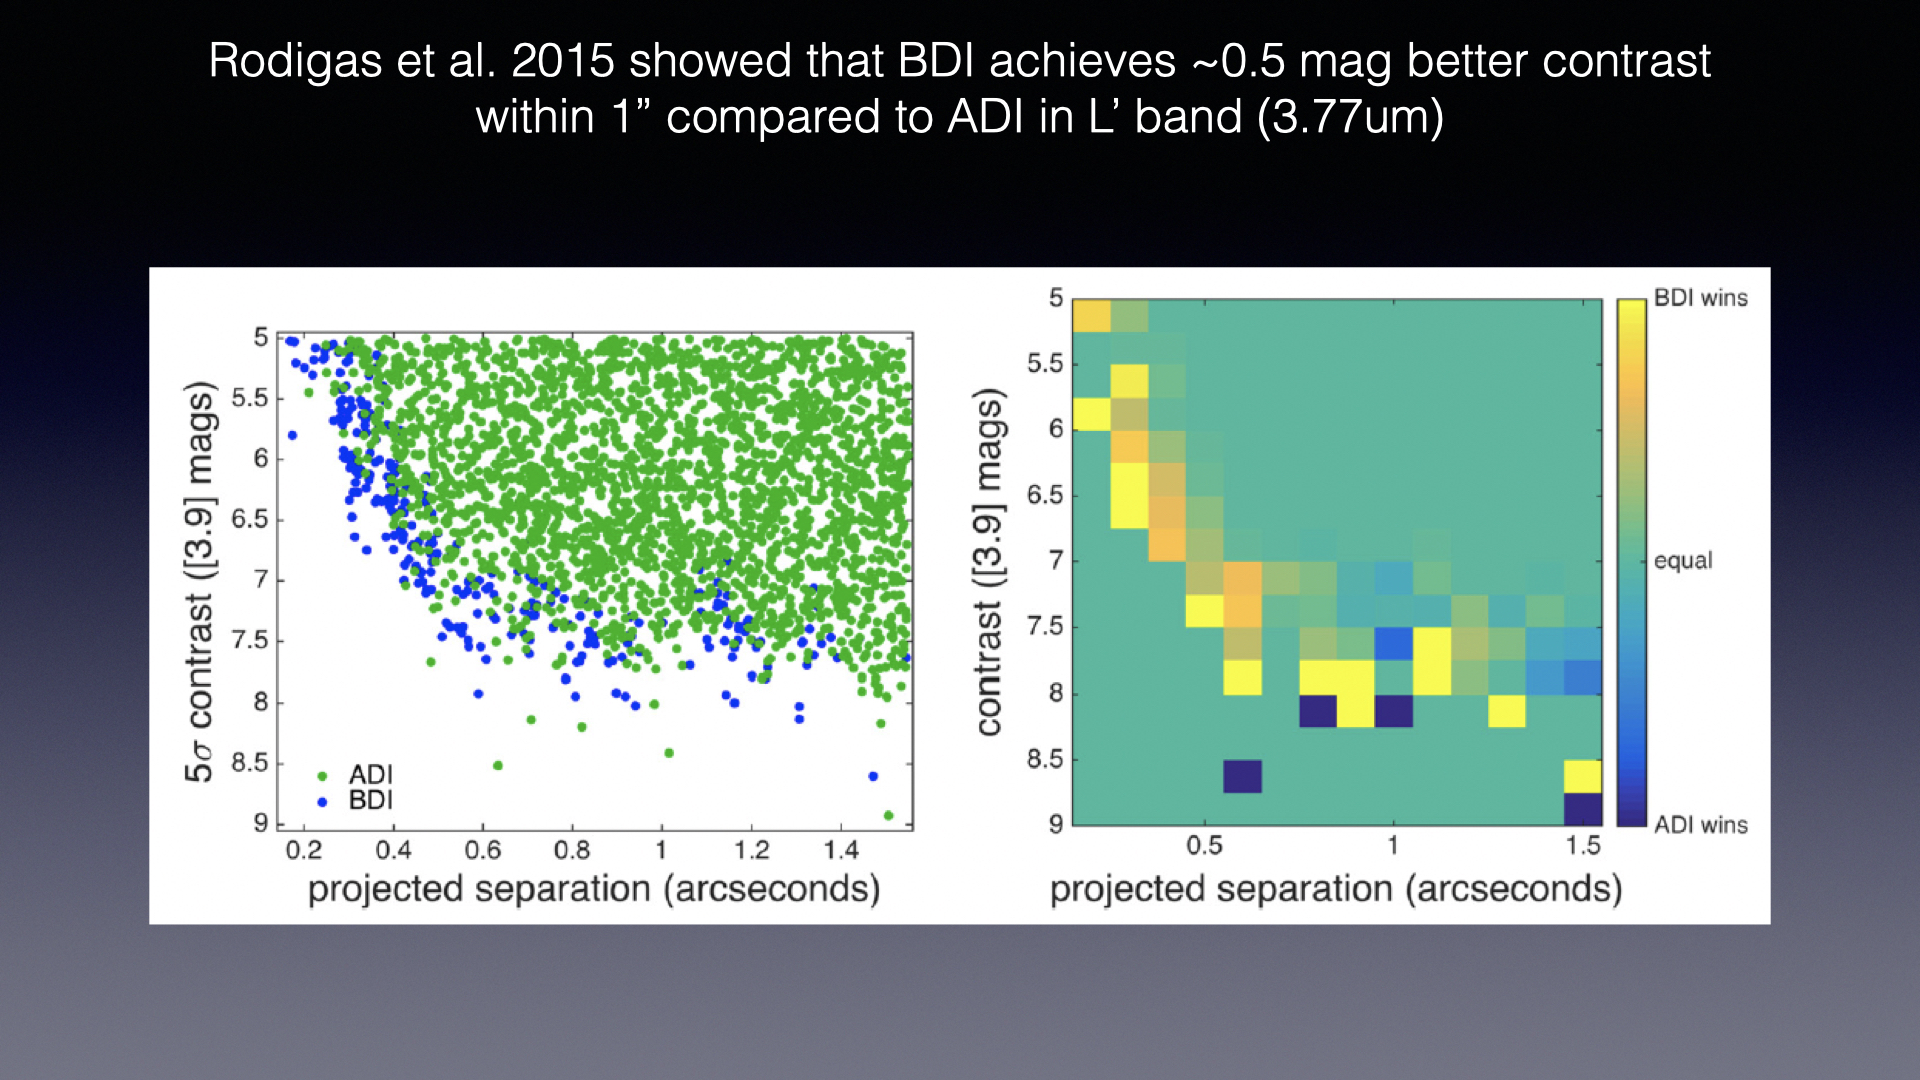 Rodigas et al. 2015 showed that BDI achieves ~0.5 mag better contrast
within 1” compared to ADI in L’ band (3.77um)
5σ contrast ([3.9] mags)
5
5.5
6
6.5
7
7.5
8
8.5
9
ADI
BDI
0.2 0.4 0.6 0.8 1 1.2 1.4
projected separation (arcseconds)
contrast ([3.9] mags)
5
5.5
6
6.5
7
7.5
8
8.5
9
0.5 1 1.5
projected separation (arcseconds)
BDI wins
equal
ADI wins